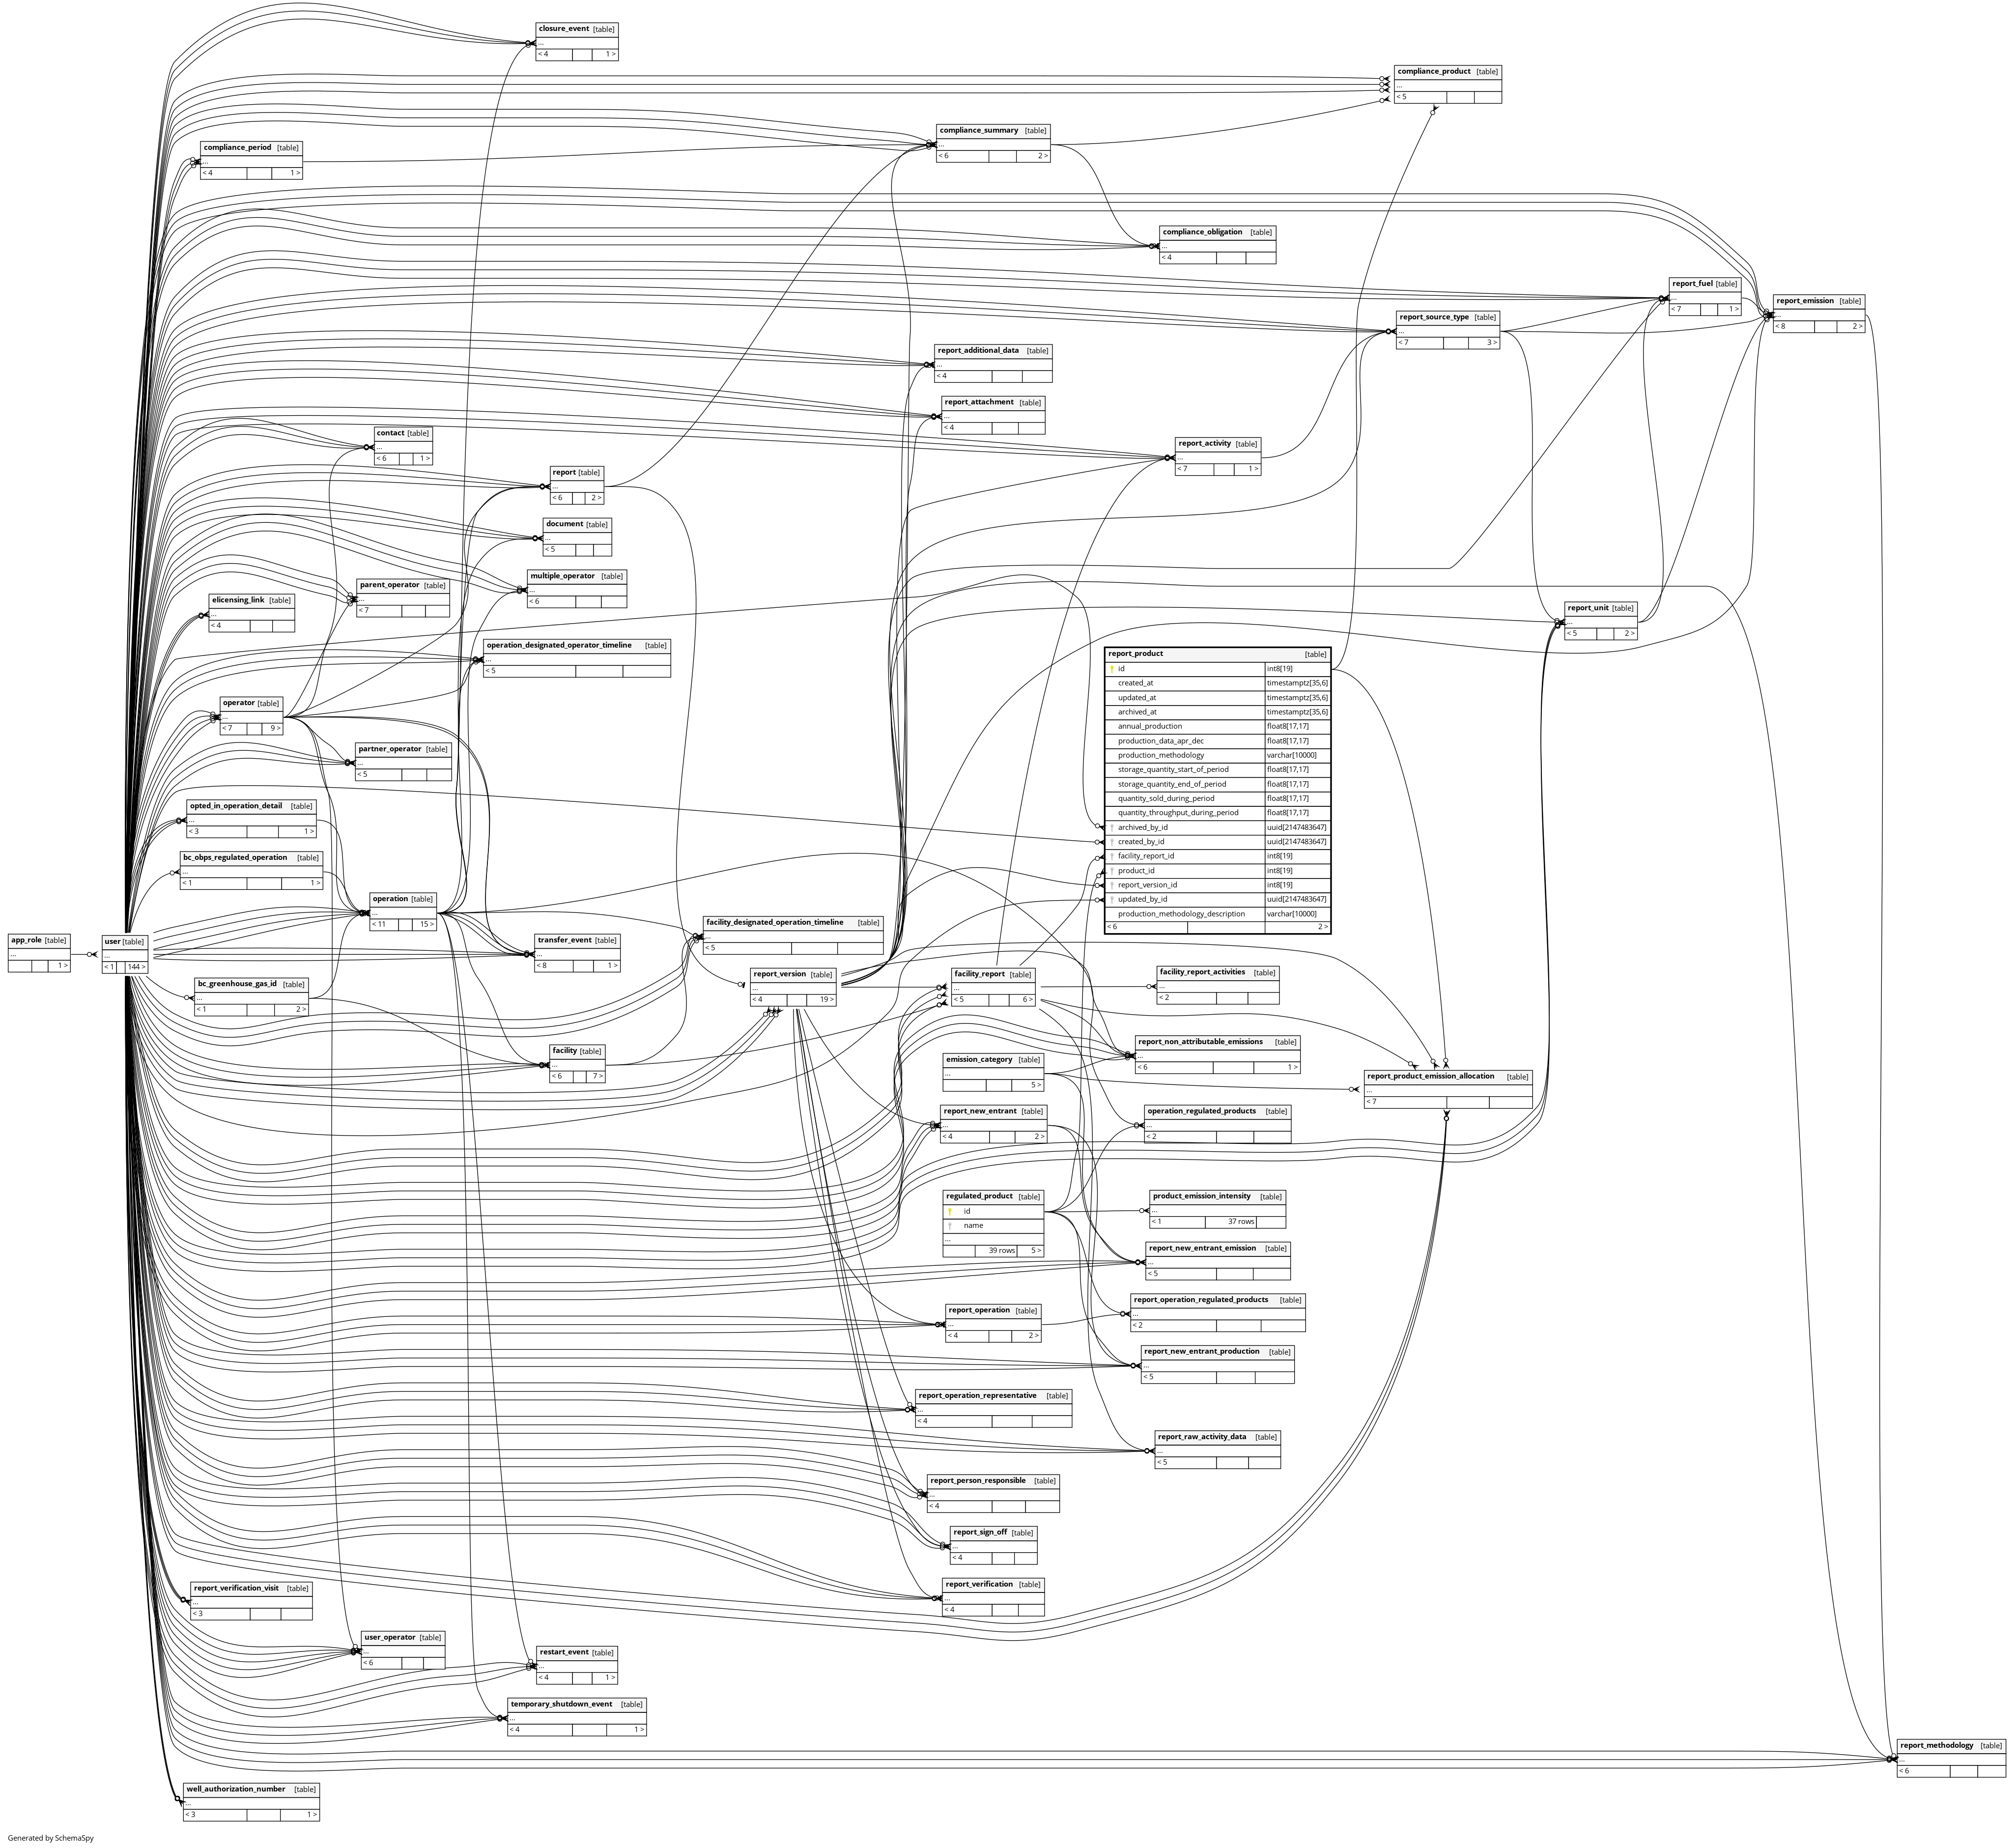 closure_event [table]
...
< 4 1 >
compliance_product [table]
...
< 5
compliance_summary [table]
...
< 6 2 >
compliance_period [table]
...
< 4 1 >
compliance_obligation [table]
...
< 4
report_fuel [table]
...
< 7 1 >
report_emission [table]
...
< 8 2 >
report_source_type [table]
...
< 7 3 >
report_additional_data [table]
...
< 4
report_attachment [table]
...
< 4
contact [table]
...
< 6 1 >
report_activity [table]
...
< 7 1 >
report [table]
...
< 6 2 >
document [table]
...
< 5
multiple_operator [table]
...
< 6
parent_operator [table]
...
< 7
elicensing_link [table]
...
< 4
report_unit [table]
...
< 5 2 >
operation_designated_operator_timeline [table]
...
< 5
report_product [table]
id int8[19]
created_at timestamptz[35,6]
updated_at timestamptz[35,6]
archived_at timestamptz[35,6]
annual_production float8[17,17]
production_data_apr_dec float8[17,17]
production_methodology varchar[10000]
storage_quantity_start_of_period float8[17,17]
storage_quantity_end_of_period float8[17,17]
quantity_sold_during_period float8[17,17]
quantity_throughput_during_period float8[17,17]
archived_by_id uuid[2147483647]
created_by_id uuid[2147483647]
facility_report_id int8[19]
product_id int8[19]
report_version_id int8[19]
updated_by_id uuid[2147483647]
production_methodology_description varchar[10000]
< 6 2 >
operator [table]
...
< 7 9 >
partner_operator [table]
...
< 5
opted_in_operation_detail [table]
...
< 3 1 >
bc_obps_regulated_operation [table]
...
< 1 1 >
operation [table]
...
< 11 15 >
facility_designated_operation_timeline [table]
...
< 5
app_role [table]
...
1 >
user [table]
...
< 1 144 >
transfer_event [table]
...
< 8 1 >
bc_greenhouse_gas_id [table]
...
< 1 2 >
report_version [table]
...
< 4 19 >
facility_report [table]
...
< 5 6 >
facility_report_activities [table]
...
< 2
facility [table]
...
< 6 7 >
report_non_attributable_emissions [table]
...
< 6 1 >
emission_category [table]
...
5 >
report_product_emission_allocation [table]
...
< 7
report_new_entrant [table]
...
< 4 2 >
operation_regulated_products [table]
...
< 2
regulated_product [table]
id
name
...
39 rows 5 >
product_emission_intensity [table]
...
< 1 37 rows
report_new_entrant_emission [table]
...
< 5
report_operation_regulated_products [table]
...
< 2
report_operation [table]
...
< 4 2 >
report_new_entrant_production [table]
...
< 5
report_operation_representative [table]
...
< 4
report_raw_activity_data [table]
...
< 5
report_person_responsible [table]
...
< 4
report_sign_off [table]
...
< 4
report_verification [table]
...
< 4
report_verification_visit [table]
...
< 3
user_operator [table]
...
< 6
restart_event [table]
...
< 4 1 >
temporary_shutdown_event [table]
...
< 4 1 >
report_methodology [table]
...
< 6
well_authorization_number [table]
...
< 3 1 >
Generated by SchemaSpy